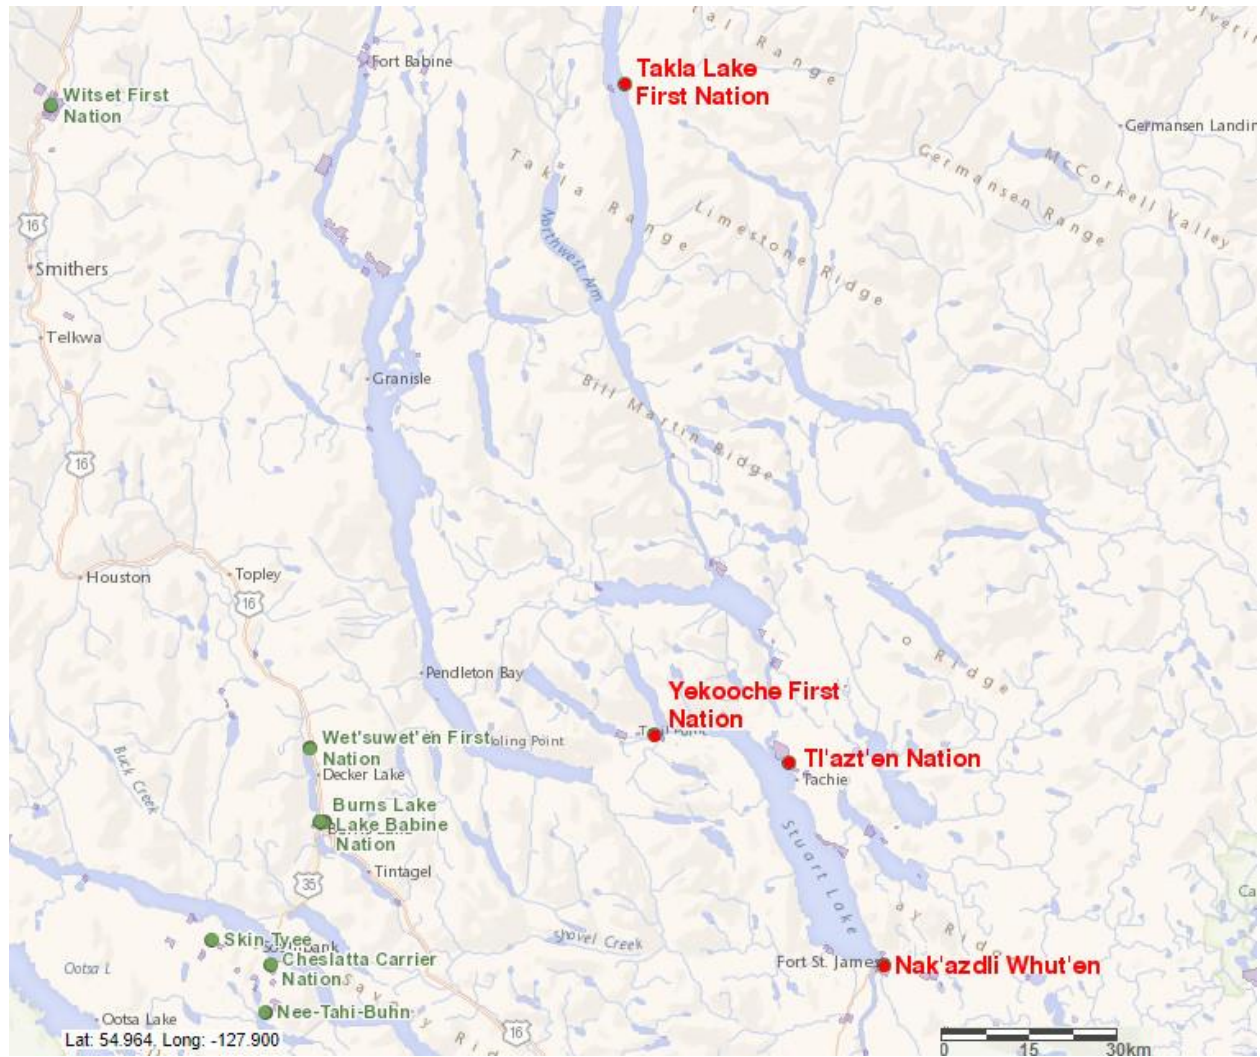 Fort Babine
Takla Lake
First Nation
Witset First
Nation
Germansen Landin
Takla Range
Northwest Arm
Limestone Ridge
Germansen Range
McCorkell Valley
16
Smithers
Telkwa
Granisle
Bill Martin Ridge
16
Houston
Topley
16
Pendleton Bay
Yekooche First
Nation
Wet'suwet'en First
Nation
oling Point
Decker Lake
Buck Creek
Tl'azt'en Nation
Tachie
Burns Lake
Lake Babine
Nation
Tintagel
35
Stuart Lake
Skin-Tyee
Cheslatta Carrier
Nation
Shovel Creek
Fort St. James
Nak'azdli Whut'en
Ootsa L
Nee-Tahi-Buhn
Ootsa Lake
16
Lat: 54.964, Long: -127.900
0 15 30km